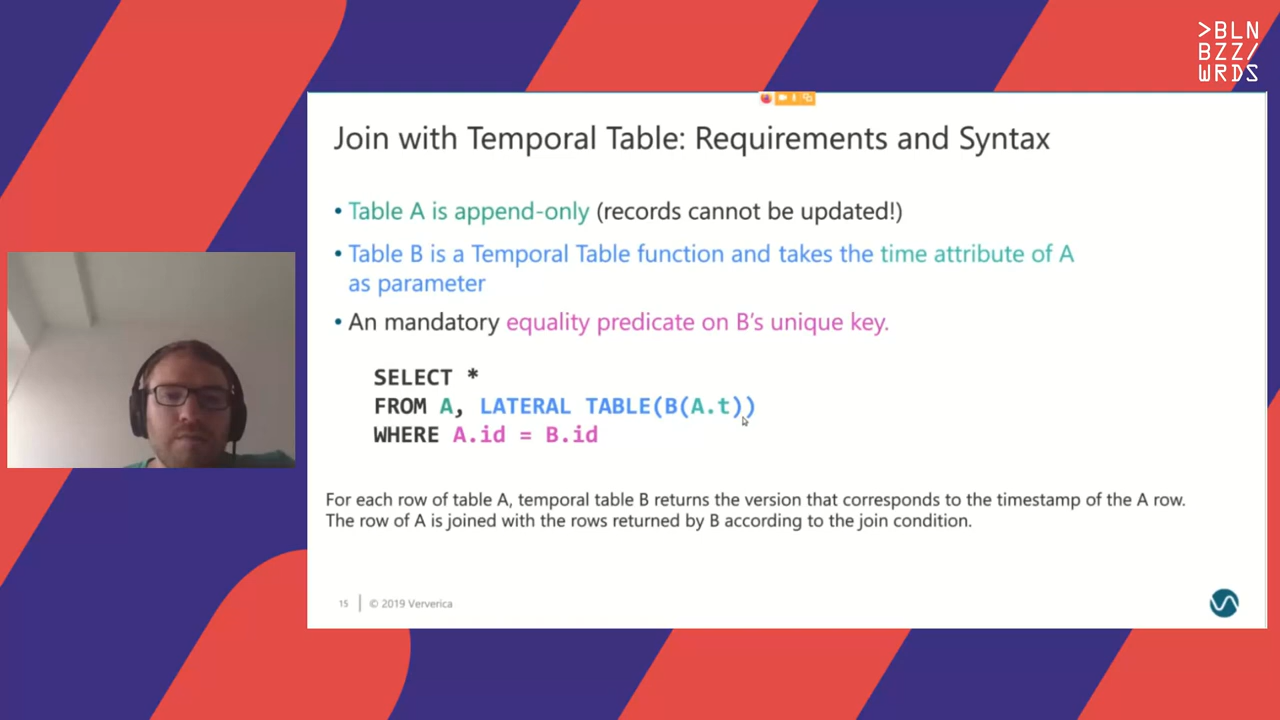 >BLN
BZZ/
WRDS
Join with Temporal Table: Requirements and Syntax
• Table A is append-only (records cannot be updated!)
• Table B is a Temporal Table function and takes the time attribute of A
as parameter
• An mandatory equality predicate on B's unique key.
SELECT *
FROM A, LATERAL TABLE(B(A.t))
WHERE A.id = B.id
For each row of table A, temporal table B returns the version that corresponds to the timestamp of the A row.
The row of A is joined with the rows returned by B according to the join condition.
15 | © 2019 Ververica